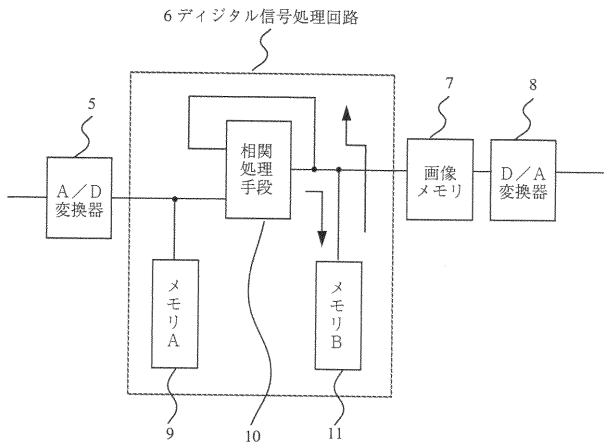 6ディジタル信号処理回路
5
7
8
A/D
変換器
相関
処理
手段
画像
メモリ
D/A
変換器
メモリA
メモリB
9
10
11